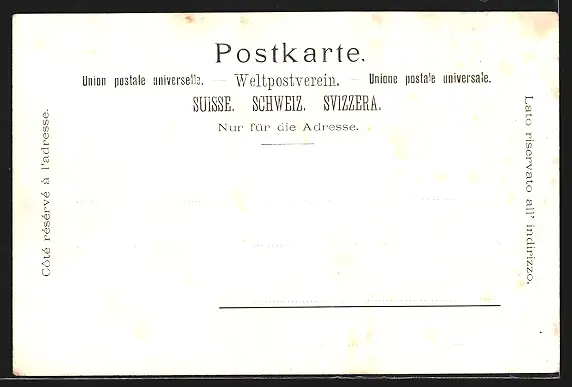 Postkarte.
Union postale universelle. — Weltpostverein. — Unione postale universale.
SUISSE. SCHWEIZ. SVIZZERA.
Nur für die Adresse.
Côté résérvé à l'adresse.
Lato riservato all' indirizzo.